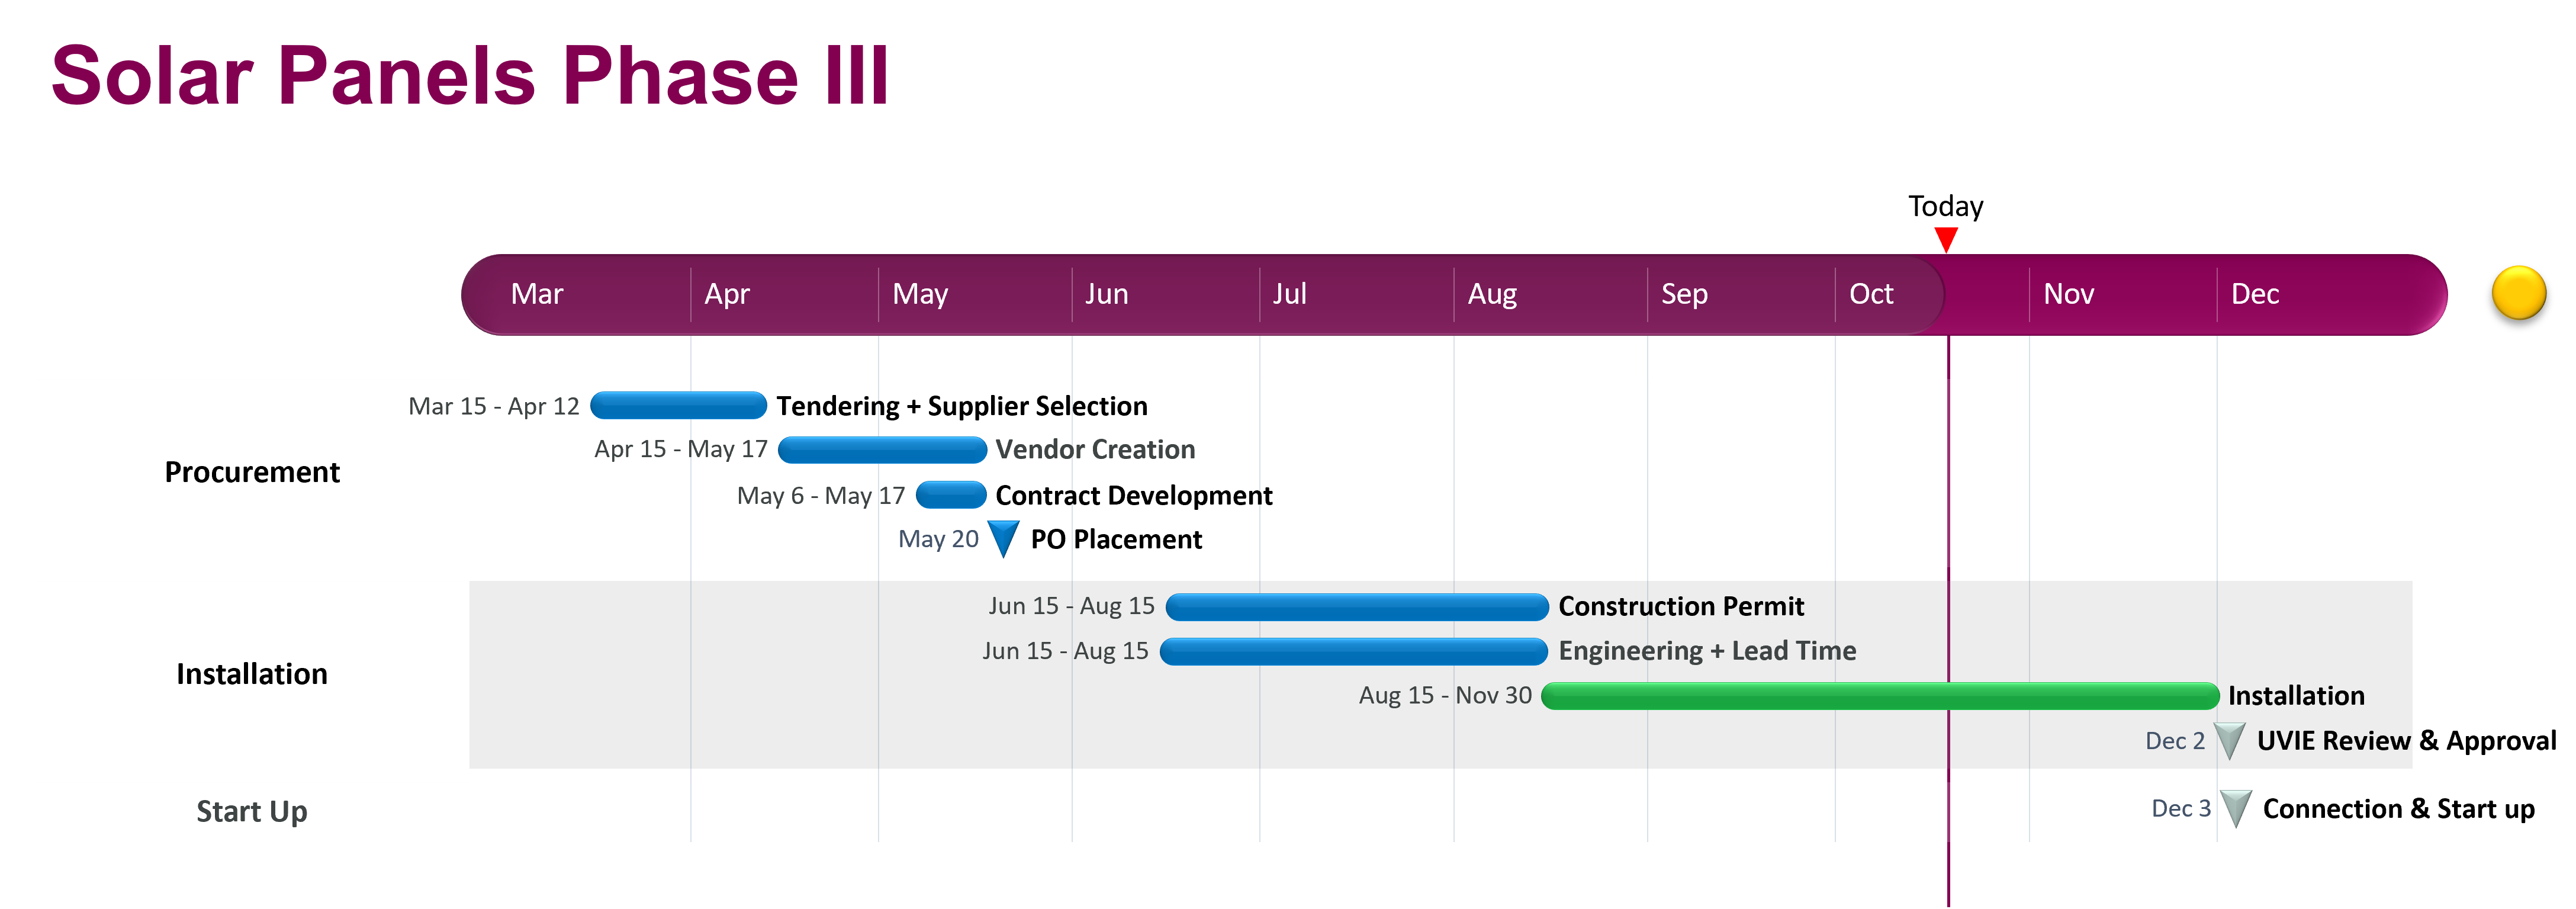 Solar Panels Phase III
Today
Mar Apr May Jun Jul Aug Sep Oct Nov Dec
Procurement
Mar 15 - Apr 12 Tendering + Supplier Selection
Apr 15 - May 17 Vendor Creation
May 6 - May 17 Contract Development
May 20 PO Placement
Installation
Jun 15 - Aug 15 Construction Permit
Jun 15 - Aug 15 Engineering + Lead Time
Aug 15 - Nov 30 Installation
Dec 2 UVIE Review & Approval
Start Up
Dec 3 Connection & Start up